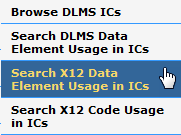 Browse DLMS ICs
Search DLMS Data
Element Usage in ICs
Search X12 Data
Element Usage in ICs
Search X12 Code Usage
in ICs